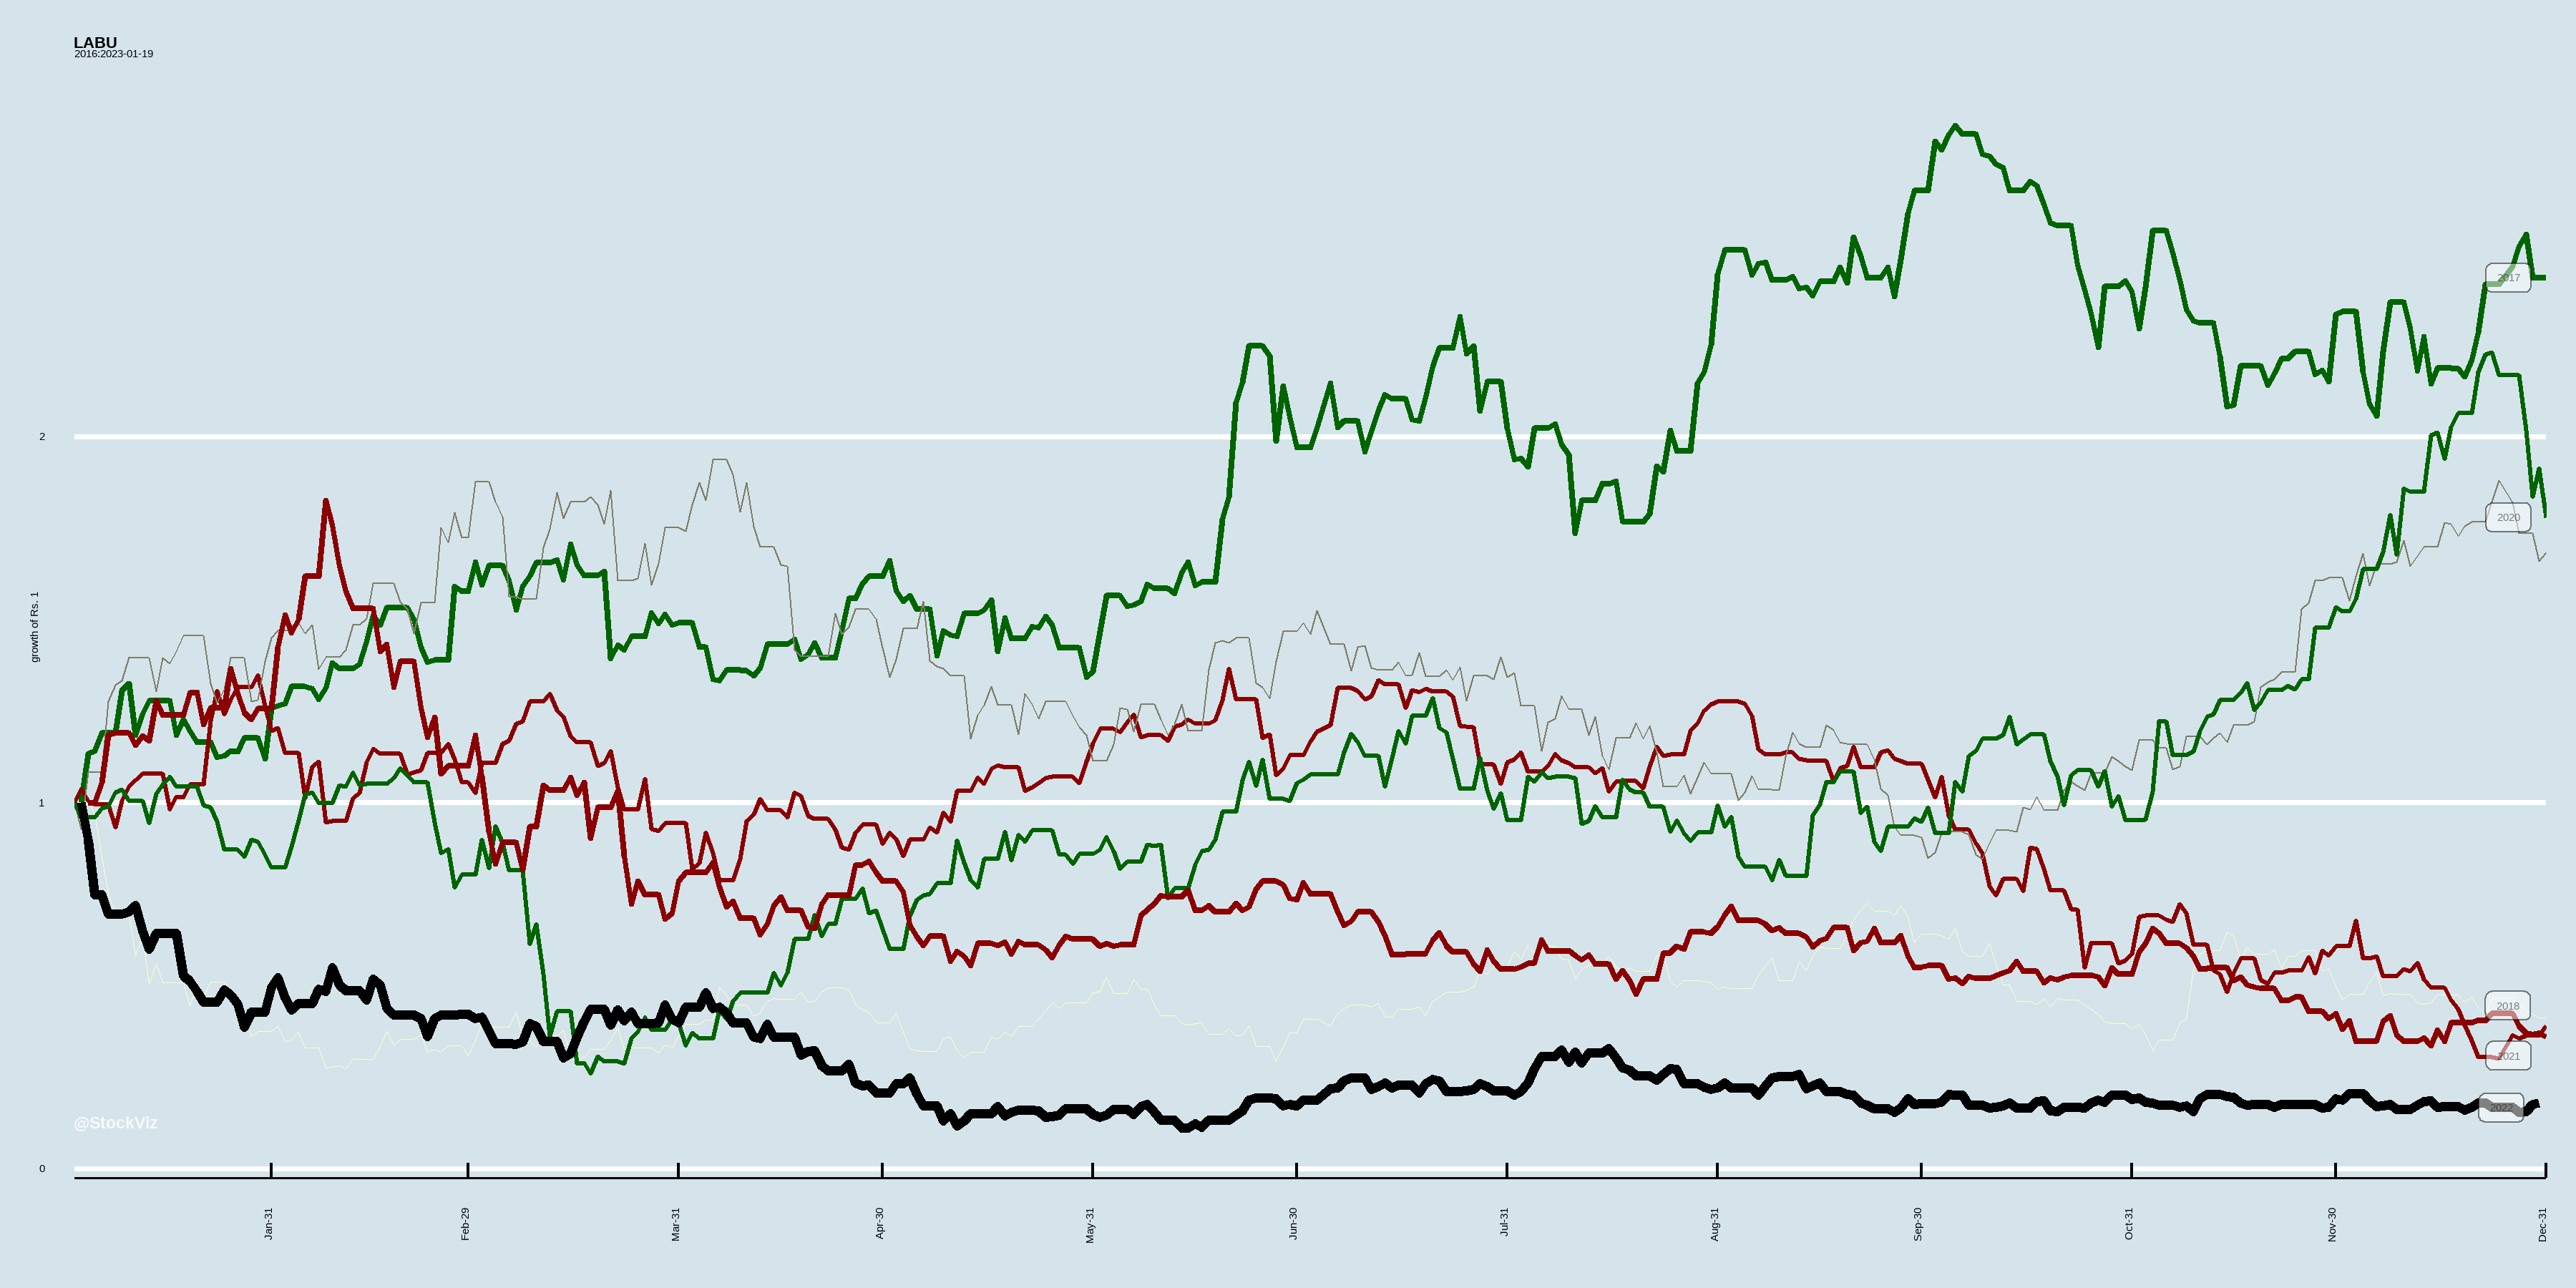 LABU
2016:2023-01-19
growth of Rs. 1
2
1
0
2017
2020
2018
2021
2022
@StockViz
Jan-31
Feb-29
Mar-31
Apr-30
May-31
Jun-30
Jul-31
Aug-31
Sep-30
Oct-31
Nov-30
Dec-31